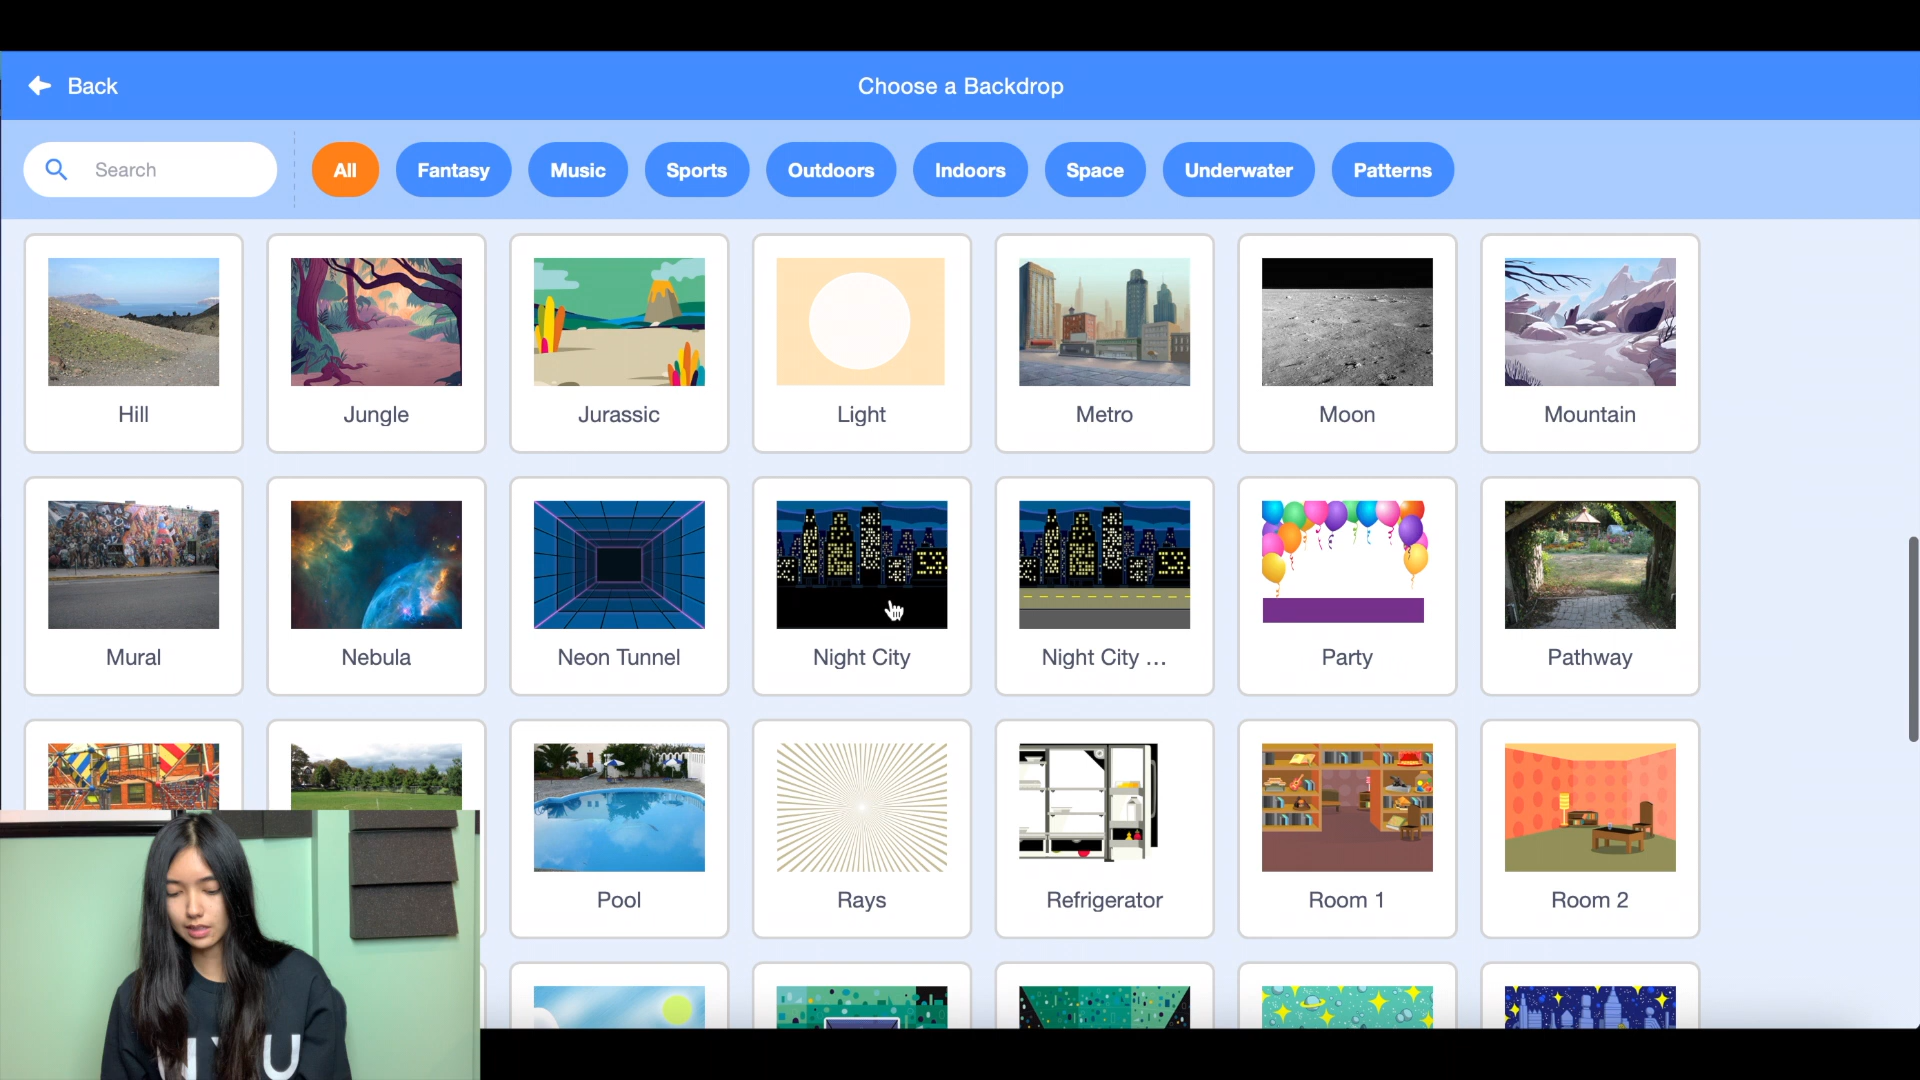 Back
Choose a Backdrop
Search
All
Fantasy
Music
Sports
Outdoors
Indoors
Space
Underwater
Patterns
Hill
Jungle
Jurassic
Light
Metro
Moon
Mountain
Mural
Nebula
Neon Tunnel
Night City
Night City ...
Party
Pathway
Pool
Rays
Refrigerator
Room 1
Room 2